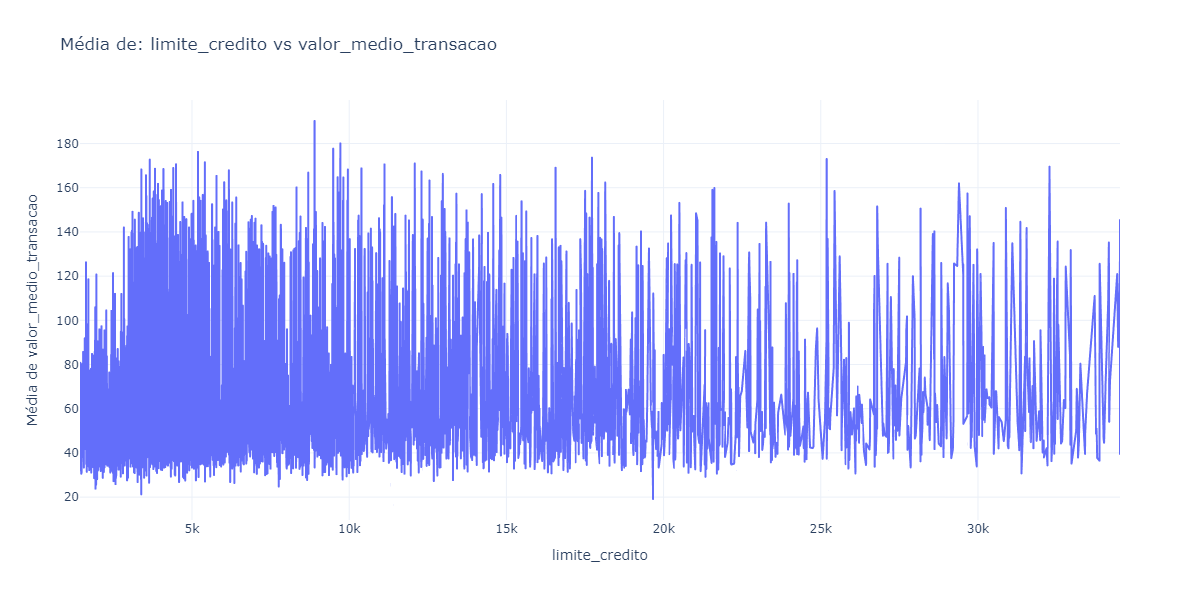 Média de: limite_credito vs valor_medio_transacao
Média de valor_medio_transacao
180
160
140
120
100
80
60
40
20
5k
10k
15k
20k
25k
30k
limite_credito